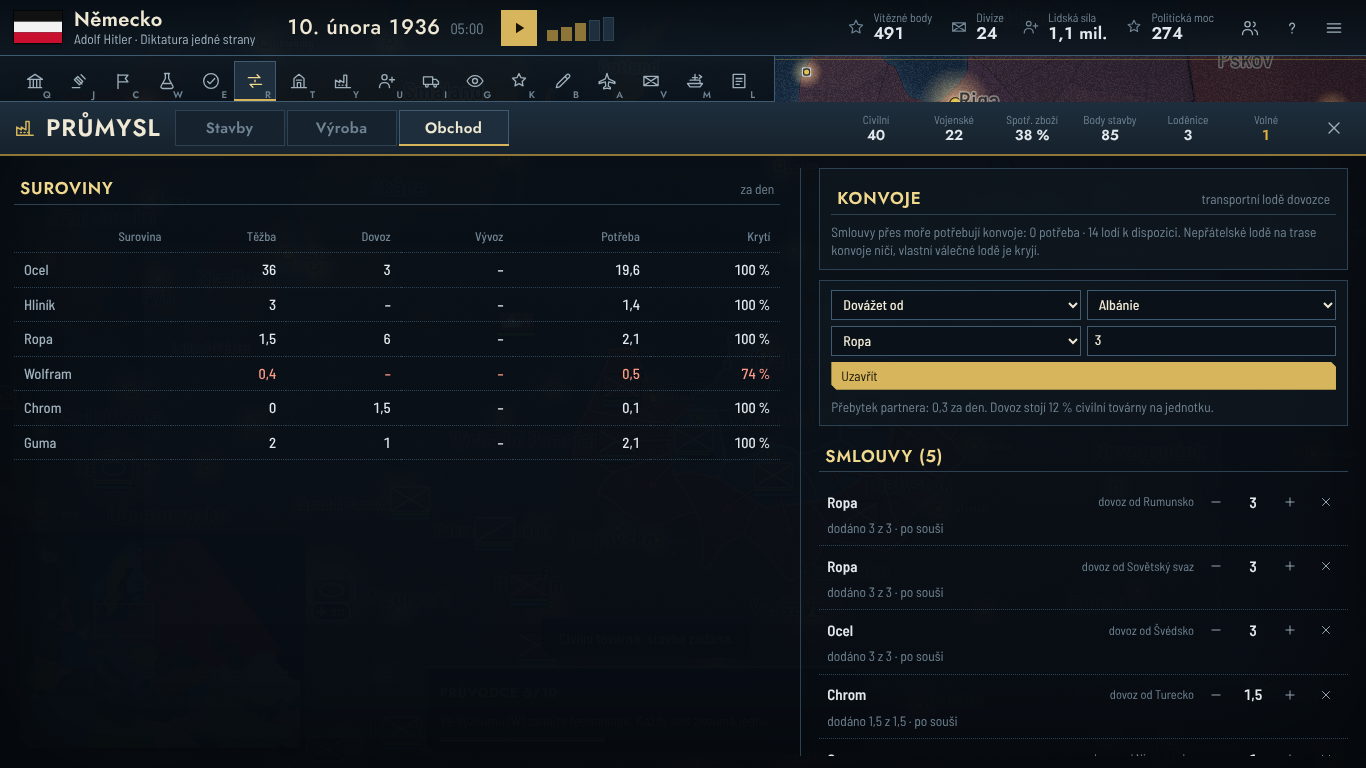 Německo
Adolf Hitler · Diktatura jedné strany
10. února 1936 05:00
Vítězné body
491
Divize
24
Lidská síla
1,1 mil.
Politická moc
274
?
Q J C W E R T Y U I G K B A V M L
Pskov
Riga
PRŮMYSL
Stavby
Výroba
Obchod
Civilní
40
Vojenské
22
Spotř. zboží
38 %
Body stavby
85
Loděnice
3
Volné
1
SUROVINY
za den
Surovina Těžba Dovoz Vývoz Potřeba Krytí
Ocel 36 3 – 19,6 100 %
Hliník 3 – – 1,4 100 %
Ropa 1,5 6 – 2,1 100 %
Wolfram 0,4 – – 0,5 74 %
Chrom 0 1,5 – 0,1 100 %
Guma 2 1 – 2,1 100 %
KONVOJE
transportní lodě dovozce
Smlouvy přes moře potřebují konvoje: 0 potřeba · 14 lodí k dispozici. Nepřátelské lodě na trase
konvoje ničí, vlastní válečné lodě je kryjí.
Dovážet od
Albánie
Ropa
3
Uzavřít
Přebytek partnera: 0,3 za den. Dovoz stojí 12 % civilní továrny na jednotku.
SMLOUVY (5)
Ropa dovoz od Rumunsko − 3 + ×
dodáno 3 z 3 · po souši
Ropa dovoz od Sovětský svaz − 3 + ×
dodáno 3 z 3 · po souši
Ocel dovoz od Švédsko − 3 + ×
dodáno 3 z 3 · po souši
Chrom dovoz od Turecko − 1,5 + ×
dodáno 1,5 z 1,5 · po souši